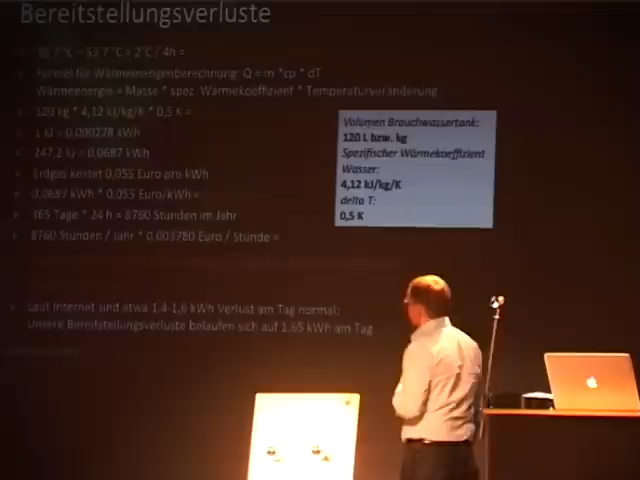 Bereitstellungsverluste
55,7 °C – 53,7 °C = 2°C / 4h =
Formel für Wärmemengenberechnung: Q = m *cp * dT
Wärmeenergie = Masse * spez. Wärmekoeffizient * Temperaturveränderung
120 kg * 4,12 kJ/kg/K * 0,5 K =
1 kJ = 0,000278 kWh
247,2 kJ = 0,0687 kWh
Erdgas kostet 0,055 Euro pro kWh
0,0687 kWh * 0,055 Euro/kWh =
365 Tage * 24 h = 8760 Stunden im Jahr
8760 Stunden / Jahr * 0,003780 Euro / Stunde =
Laut Internet sind etwa 1,4-1,6 kWh Verlust am Tag normal:
Unsere Bereitstellungsverluste belaufen sich auf 1,65 kWh am Tag
Volumen Brauchwassertank:
120 L bzw. kg
Spezifischer Wärmekoeffizient
Wasser:
4,12 kJ/kg/K
delta T:
0,5 K